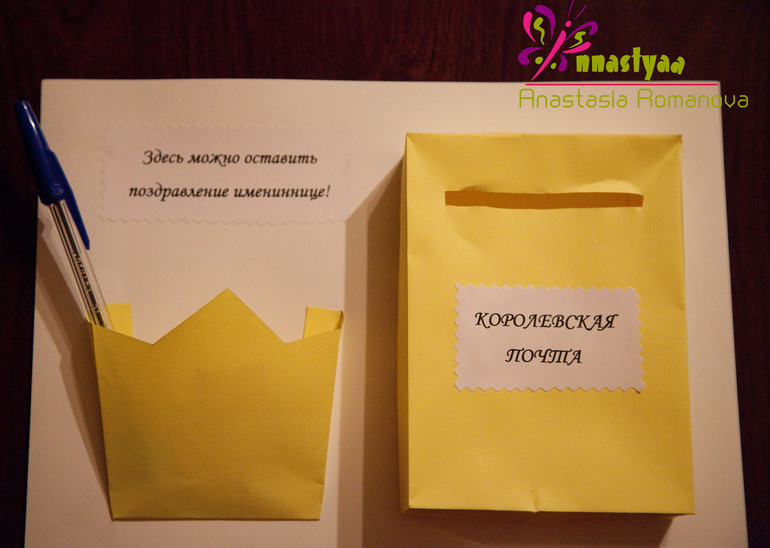 nnastyaa
Anastasia Romanova
Здесь можно оставить
поздравление имениннице!
КОРОЛЕВСКАЯ
ПОЧТА